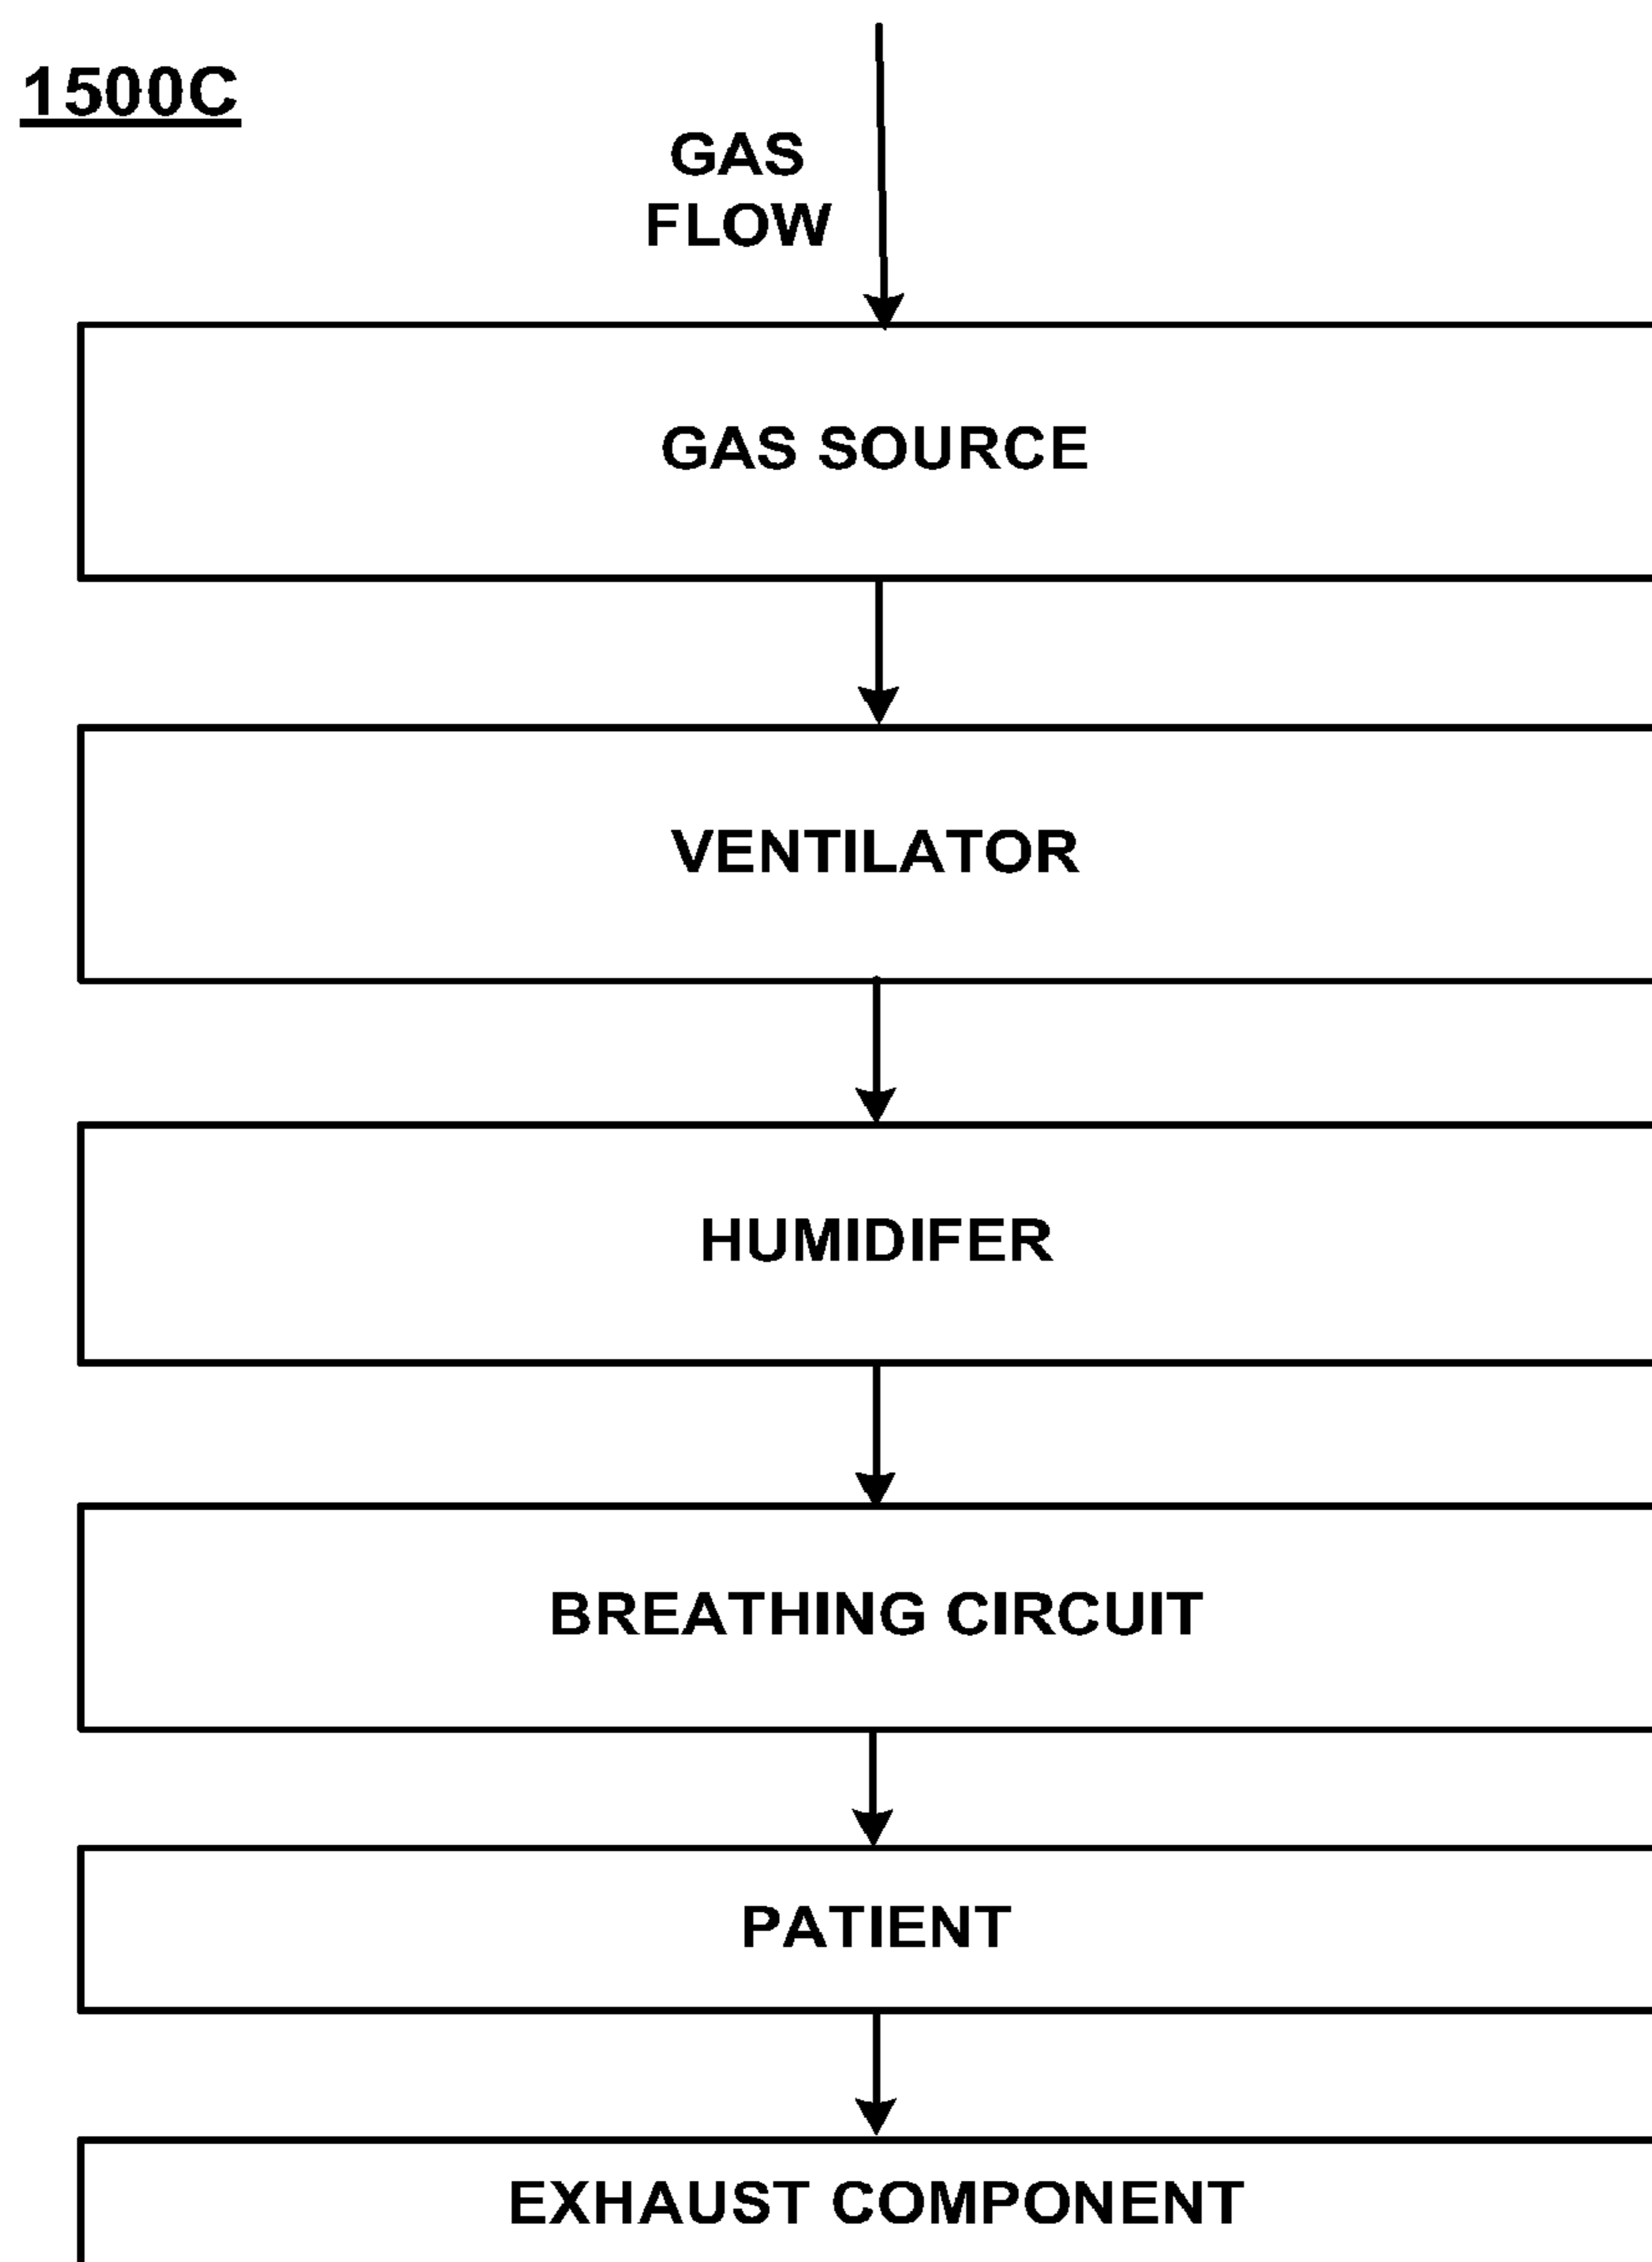 1500C
GAS
FLOW
GAS SOURCE
VENTILATOR
HUMIDIFER
BREATHING CIRCUIT
PATIENT
EXHAUST COMPONENT